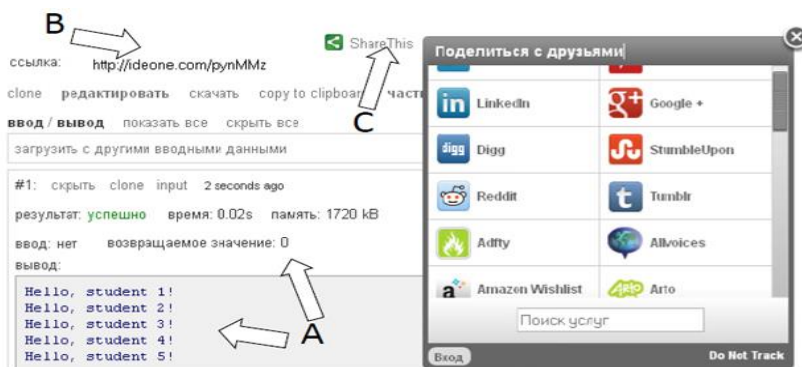 B
ShareThis
ссылка: http://ideone.com/pynMMz
clone редактировать скачать copy to clipboard части
C
ввод / вывод показать все скрыть все
загрузить с другими вводными данными
#1: скрыть clone input 2 seconds ago
результат: успешно время: 0.02s память: 1720 kB
ввод: нет возвращаемое значение: 0
вывод:
Hello, student 1!
Hello, student 2!
Hello, student 3!
Hello, student 4!
Hello, student 5!
A
Поделиться с друзьями
LinkedIn
Google +
Digg
StumbleUpon
Reddit
Tumblr
Adfty
Allvoices
Amazon Wishlist
Arto
Поиск услуг
Вход
Do Not Track